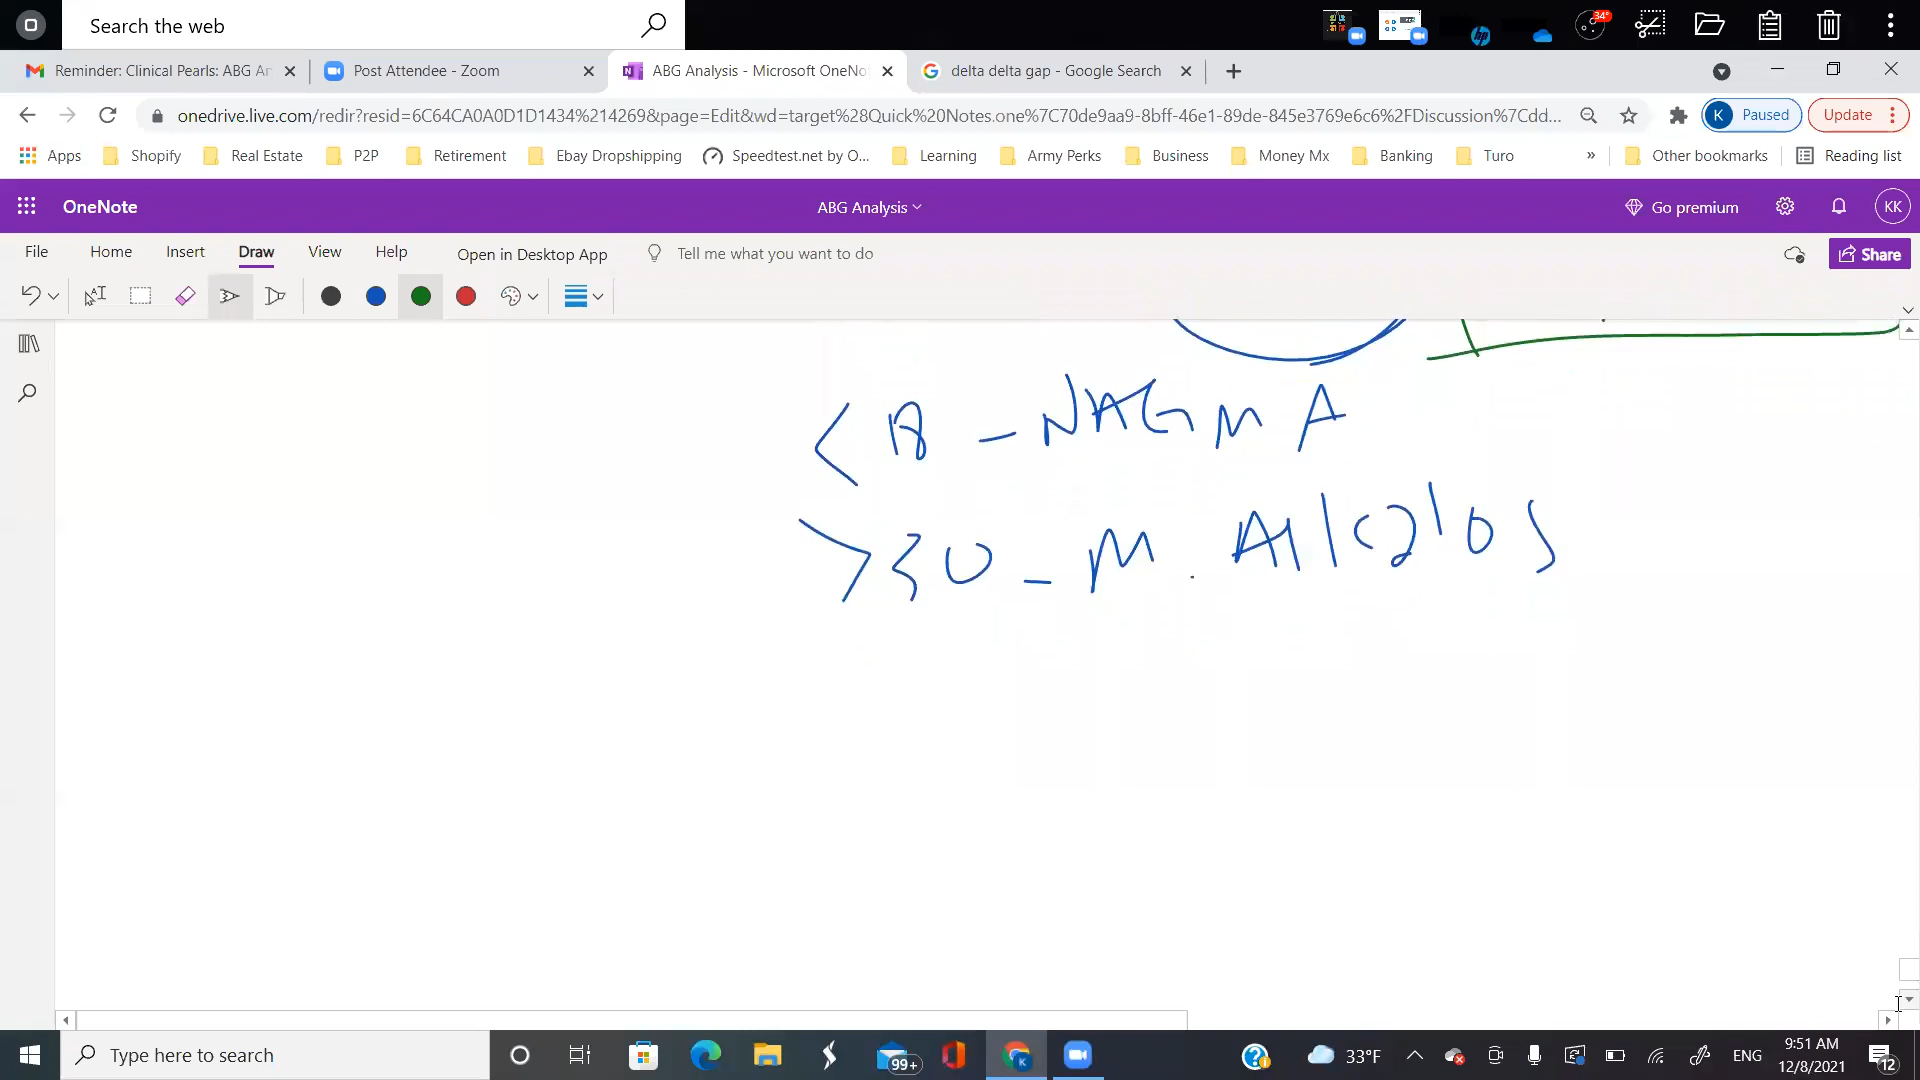 Search the web
34°
Reminder: Clinical Pearls: ABG An
Post Attendee - Zoom
ABG Analysis - Microsoft OneNo
delta delta gap - Google Search
onedrive.live.com/redir?resid=6C64CA0A0D1D1434%214269&page=Edit&wd=target%28Quick%20Notes.one%7C70de9aa9-8bff-46e1-89de-845e3769e6c6%2FDiscussion%7Cdd...
K Paused
Update
Apps Shopify Real Estate P2P Retirement Ebay Dropshipping Speedtest.net by O... Learning Army Perks Business Money Mx Banking Turo » Other bookmarks Reading list
OneNote
ABG Analysis
Go premium
KK
File Home Insert Draw View Help Open in Desktop App Tell me what you want to do
Share
< 18 - NAGMA
> 30 - M. Alkalos
Type here to search
99+
33°F
ENG
9:51 AM
12/8/2021
12